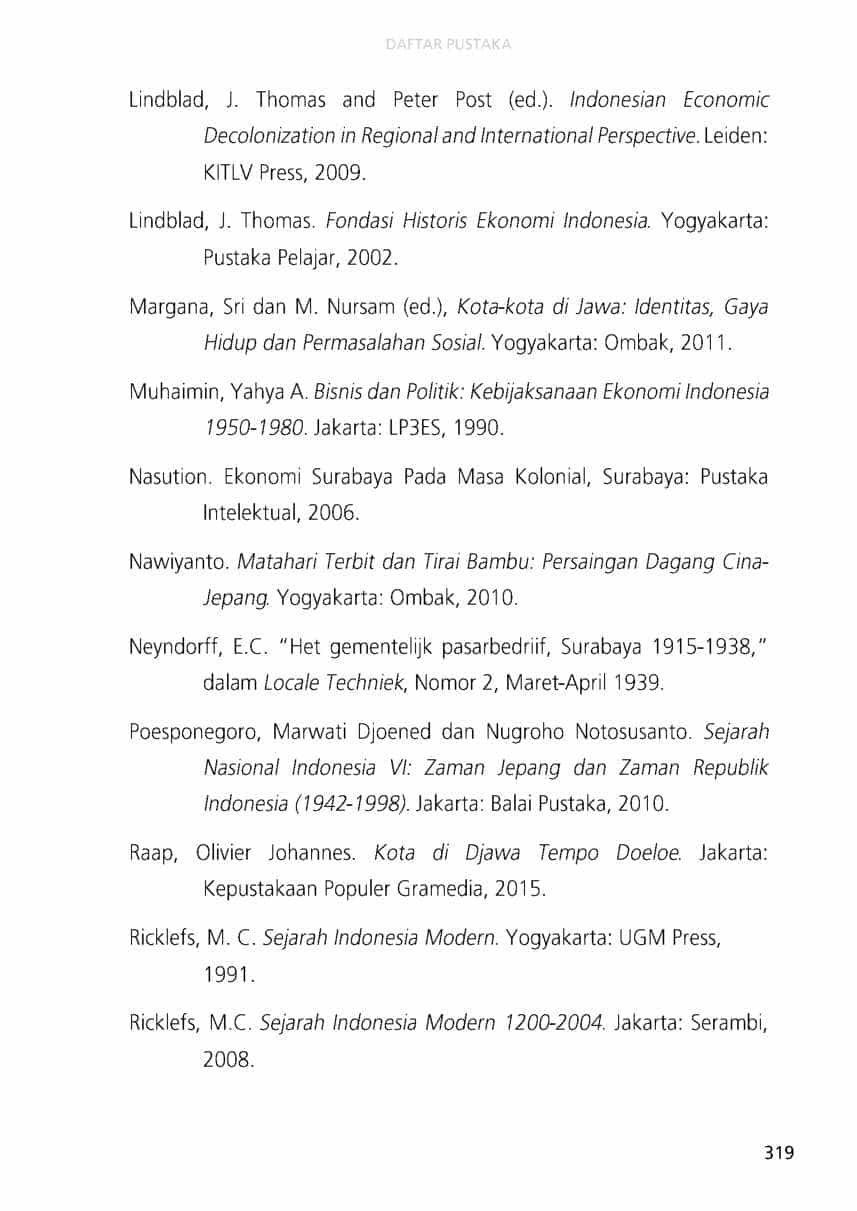 DAFTAR PUSTAKA
Lindblad, J. Thomas and Peter Post (ed.). Indonesian Economic
Decolonization in Regional and International Perspective. Leiden:
KITLV Press, 2009.
Lindblad, J. Thomas. Fondasi Historis Ekonomi Indonesia. Yogyakarta:
Pustaka Pelajar, 2002.
Margana, Sri dan M. Nursam (ed.), Kota-kota di Jawa: Identitas, Gaya
Hidup dan Permasalahan Sosial. Yogyakarta: Ombak, 2011.
Muhaimin, Yahya A. Bisnis dan Politik: Kebijaksanaan Ekonomi Indonesia
1950-1980. Jakarta: LP3ES, 1990.
Nasution. Ekonomi Surabaya Pada Masa Kolonial, Surabaya: Pustaka
Intelektual, 2006.
Nawiyanto. Matahari Terbit dan Tirai Bambu: Persaingan Dagang Cina-
Jepang. Yogyakarta: Ombak, 2010.
Neyndorff, E.C. “Het gementelijk pasarbedriif, Surabaya 1915-1938,”
dalam Locale Techniek, Nomor 2, Maret-April 1939.
Poesponegoro, Marwati Djoened dan Nugroho Notosusanto. Sejarah
Nasional Indonesia VI: Zaman Jepang dan Zaman Republik
Indonesia (1942-1998). Jakarta: Balai Pustaka, 2010.
Raap, Olivier Johannes. Kota di Djawa Tempo Doeloe. Jakarta:
Kepustakaan Populer Gramedia, 2015.
Ricklefs, M. C. Sejarah Indonesia Modern. Yogyakarta: UGM Press,
1991.
Ricklefs, M.C. Sejarah Indonesia Modern 1200-2004. Jakarta: Serambi,
2008.
319